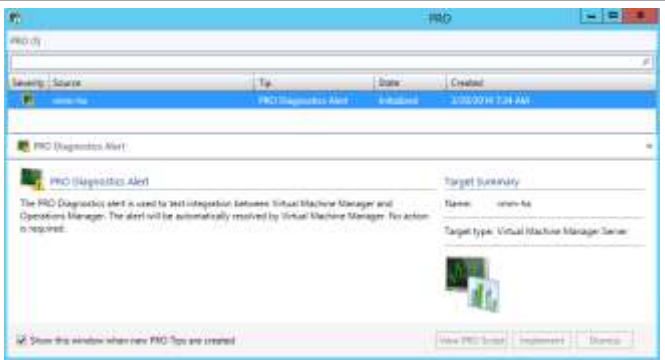 PRO
PRO (1)
Severity Source Tip State Created
vmm-ha PRO Diagnostics Alert Initialized 7:34 AM
PRO Diagnostics Alert
PRO Diagnostics Alert
The PRO Diagnostics alert is used to test integration between Virtual Machine Manager and
Operations Manager. The alert will be automatically resolved by Virtual Machine Manager. No action
is required.
Target Summary
Name: vmm-ha
Target type: Virtual Machine Manager Server
Show this window when new PRO Tips are created
View PRO Script Implement Dismiss